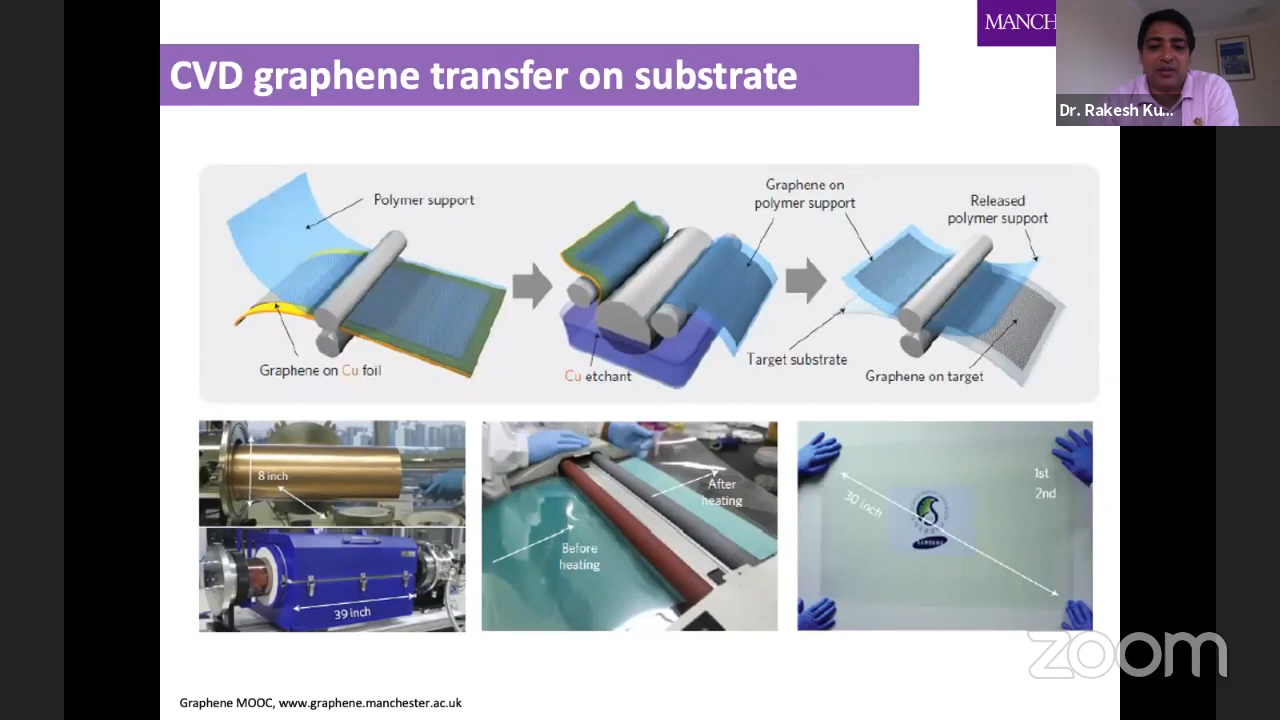 MANCH
CVD graphene transfer on substrate
Dr. Rakesh Ku...
Polymer support
Graphene on Cu foil
Cu etchant
Graphene on
polymer support
Target substrate
Released
polymer support
Graphene on target
8 inch
39 inch
Before
heating
After
heating
30 inch
1st
2nd
SAMSUNG
zoom
Graphene MOOC, www.graphene.manchester.ac.uk